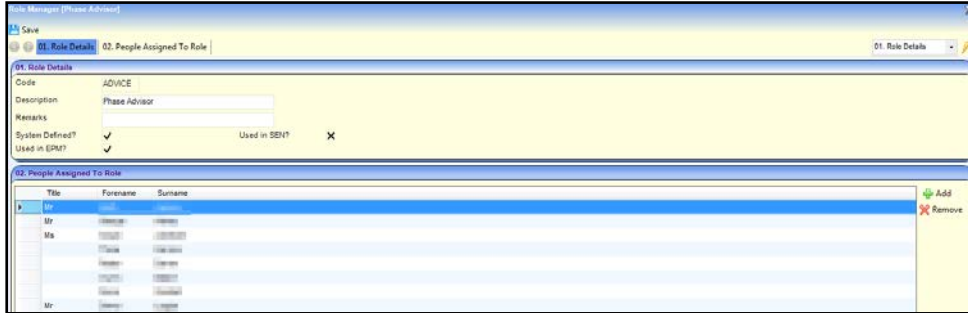 Role Manager [Phase Advisor]
Save
01. Role Details 02. People Assigned To Role 01. Role Details
01. Role Details
Code ADVICE
Description Phase Advisor
Remarks
System Defined? Used in SEN?
Used in EPM?
02. People Assigned To Role
Title Forename Surname Add
Mr Remove
Mr
Ms
Mr